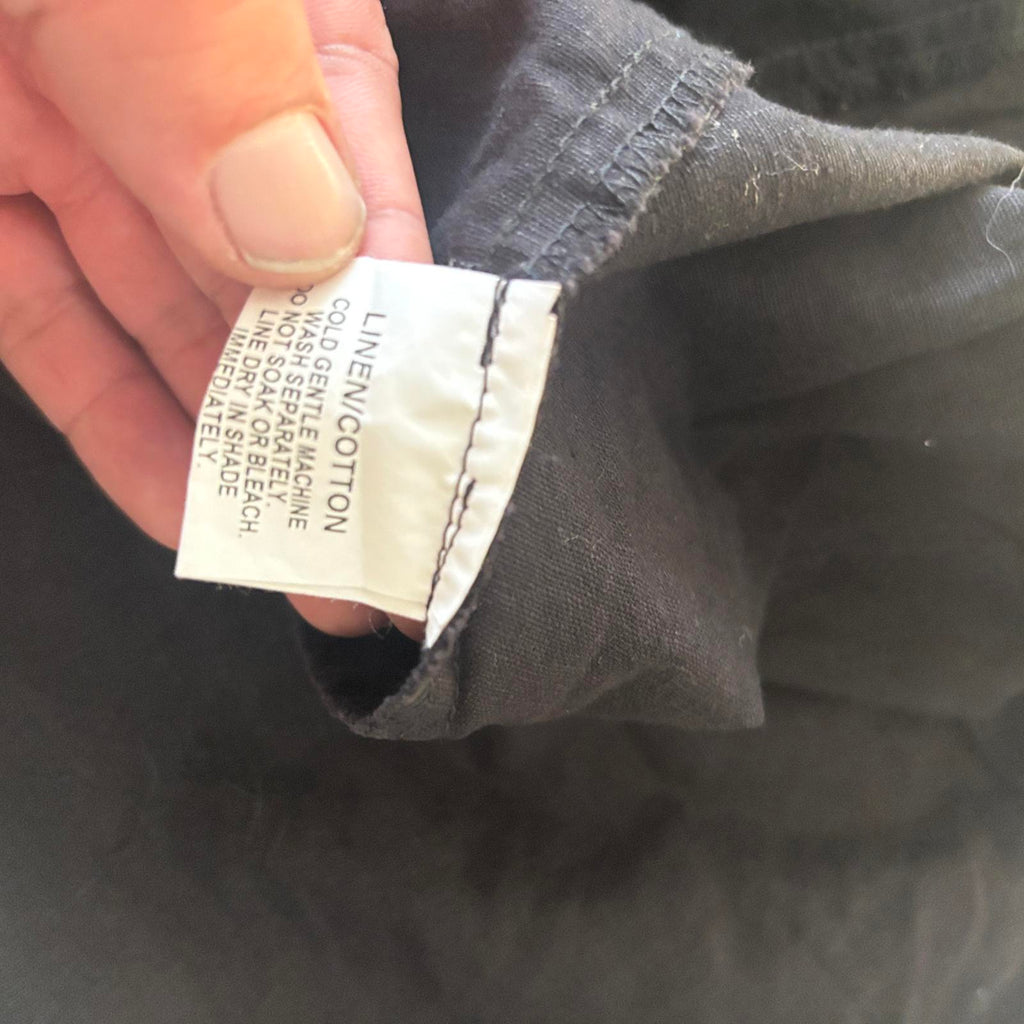 LINEN/COTTON
COLD GENTLE MACHINE
WASH SEPARATELY
DO NOT SOAK OR BLEACH.
LINE DRY IN SHADE
IMMEDIATELY.